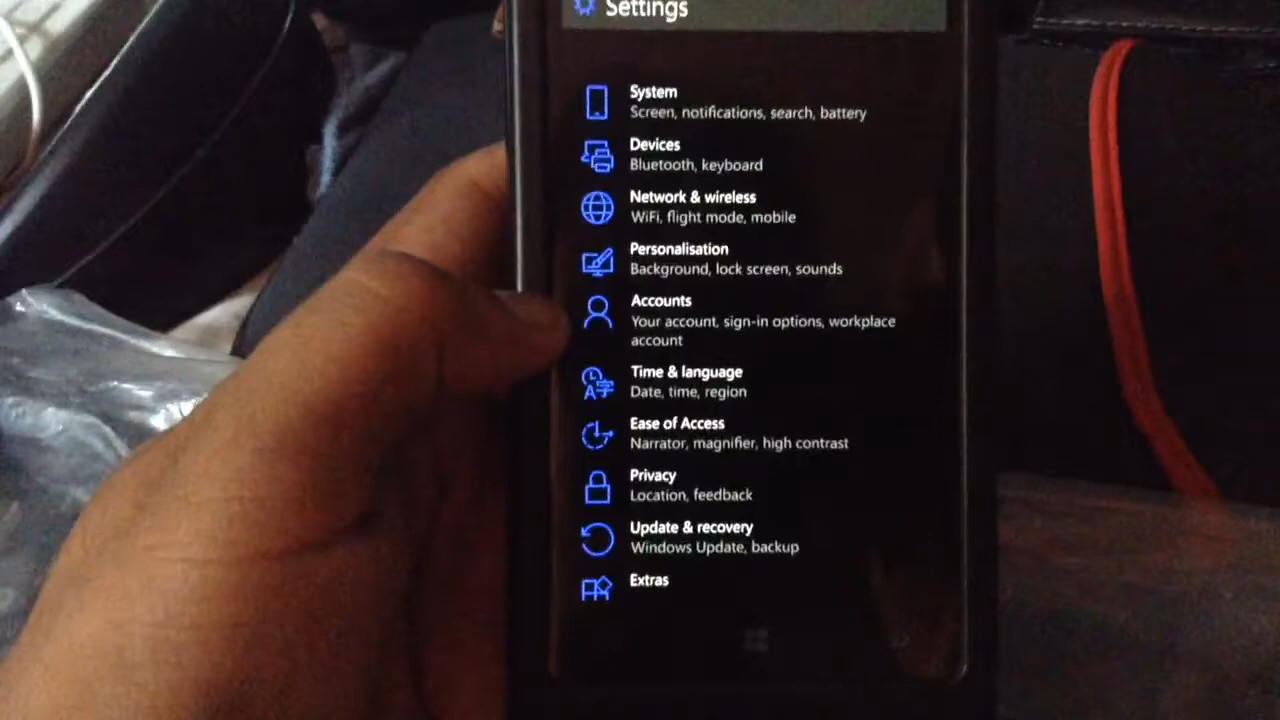 Settings
System
Screen, notifications, search, battery
Devices
Bluetooth, keyboard
Network & wireless
WiFi, flight mode, mobile
Personalisation
Background, lock screen, sounds
Accounts
Your account, sign-in options, workplace
account
Time & language
Date, time, region
Ease of Access
Narrator, magnifier, high contrast
Privacy
Location, feedback
Update & recovery
Windows Update, backup
Extras